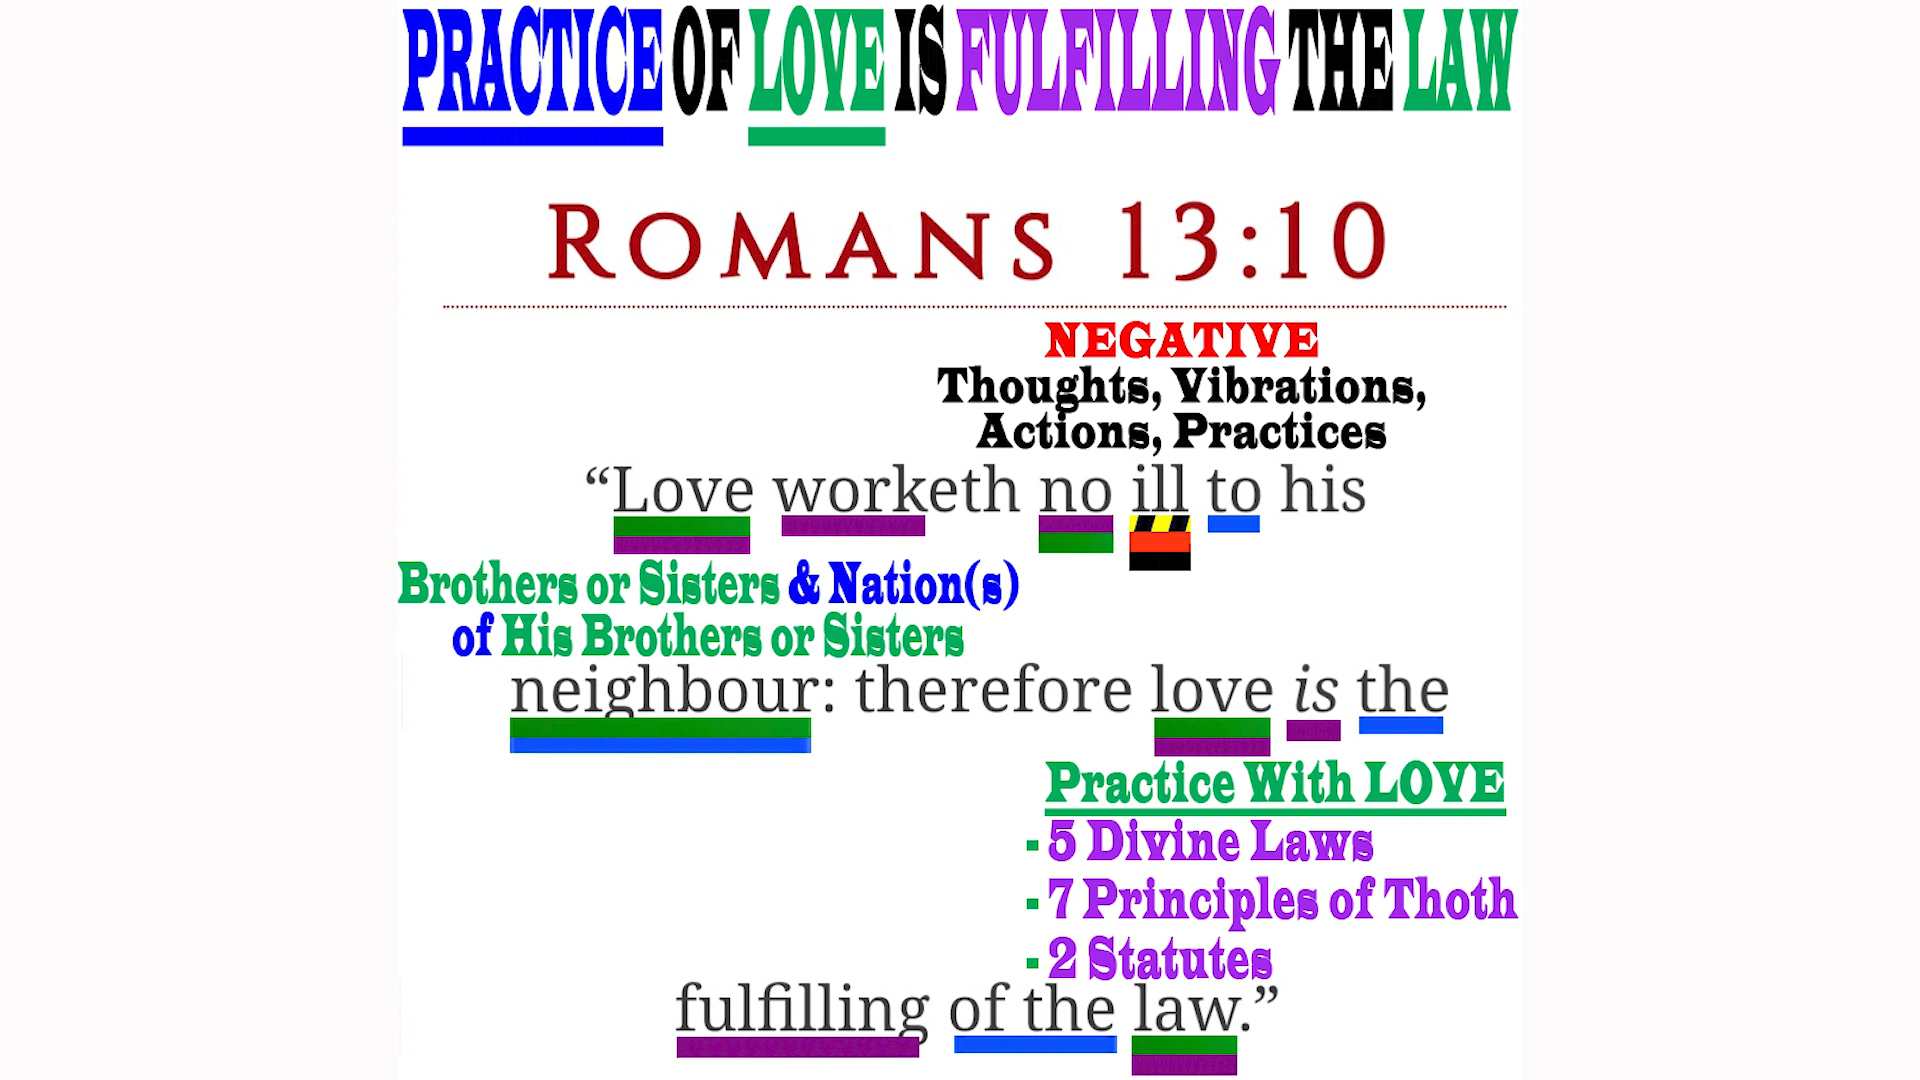 PRACTICE OF LOVE IS FULFILLING THE LAW
ROMANS 13:10
NEGATIVE
Thoughts, Vibrations,
Actions, Practices
“Love worketh no ill to his
Brothers or Sisters & Nation(s)
of His Brothers or Sisters
neighbour: therefore love is the
Practice With LOVE
- 5 Divine Laws
- 7 Principles of Thoth
- 2 Statutes
fulfilling of the law.”